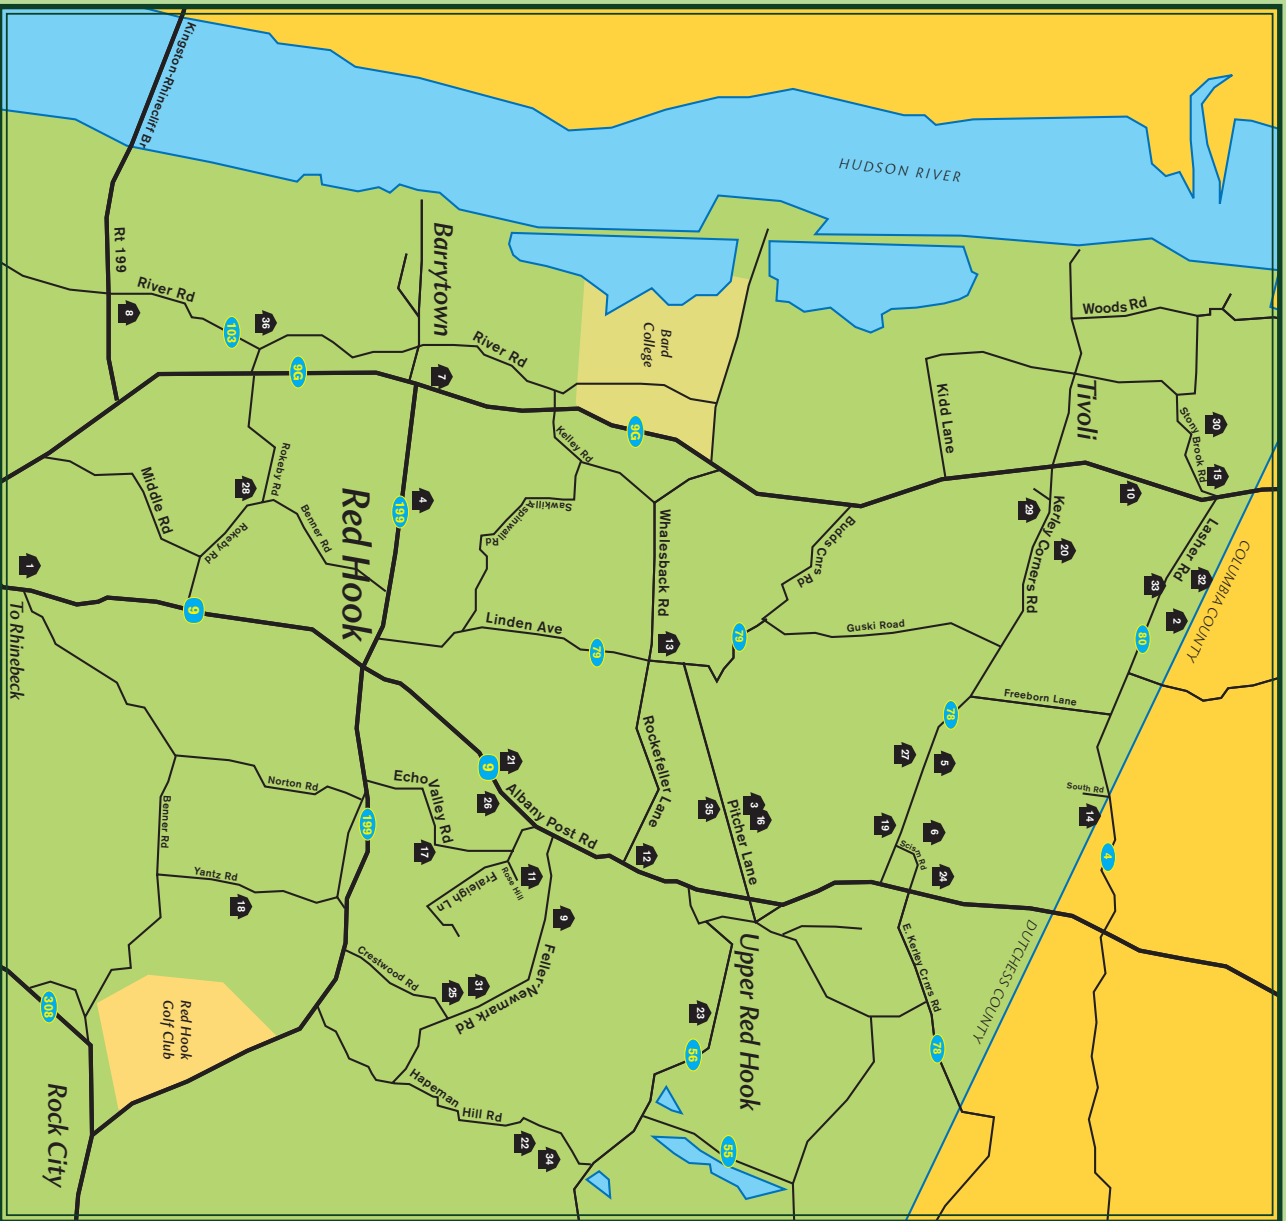 Kingston-Rhinecliff Br
HUDSON RIVER
Rt 199
River Rd
8
103
36
9G
Barrytown
River Rd
7
Bard
College
9G
Kelley Rd
Woods Rd
Tivoli
Kidd Lane
Stony Brook Rd
30
15
10
29
20
Kerley Corners Rd
Lasher Rd
COLUMBIA COUNTY
32
33
2
80
Middle Rd
28
Rokeby Rd
Rokeby Rd
Benner Rd
Red Hook
199
4
Sawkill
Aspinwall Rd
Whalesback Rd
Budds Cnrs Rd
1
To Rhinebeck
9
Linden Ave
79
13
79
Guski Road
Freeborn Lane
78
27
5
South Rd
14
4
21
9
26
Echo Valley Rd
17
Albany Post Rd
Rockefeller Lane
35
3
16
Pitcher Lane
12
19
6
Scism Rd
24
Norton Rd
199
Benner Rd
Yantz Rd
18
Fraleigh Ln
Rose Hill
11
9
Feller-Newmark Rd
Crestwood Rd
25
31
Upper Red Hook
E. Kerley Crnrs Rd
DUTCHESS COUNTY
23
56
78
308
Red Hook
Golf Club
Rock City
Hapeman Hill Rd
22
34
55